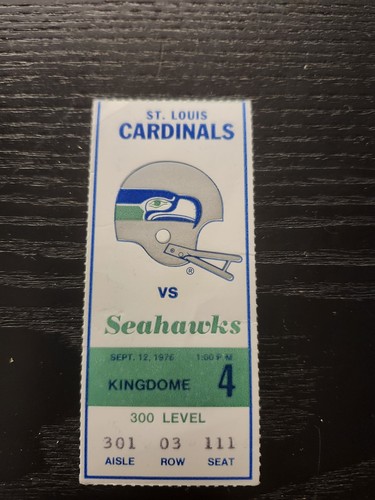 ST. LOUIS
CARDINALS
®
VS
Seahawks
SEPT. 12, 1976 1:00 P.M.
KINGDOME 4
300 LEVEL
301 03 111
AISLE ROW SEAT